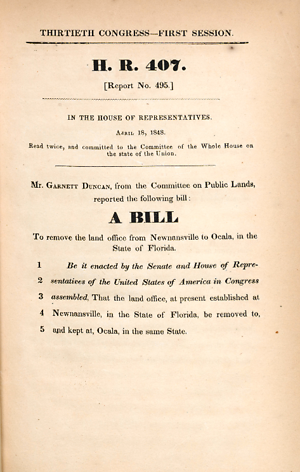 THIRTIETH CONGRESS—FIRST SESSION.
H. R. 407.
[Report No. 495.]
IN THE HOUSE OF REPRESENTATIVES.
April 18, 1848.
Read twice, and committed to the Committee of the Whole House on
the state of the Union.
Mr. Garnett Duncan, from the Committee on Public Lands,
reported the following bill:
A BILL
To remove the land office from Newnansville to Ocala, in the
State of Florida.
1 Be it enacted by the Senate and House of Repre-
2 sentatives of the United States of America in Congress
3 assembled, That the land office, at present established at
4 Newnansville, in the State of Florida, be removed to,
5 and kept at, Ocala, in the same State.